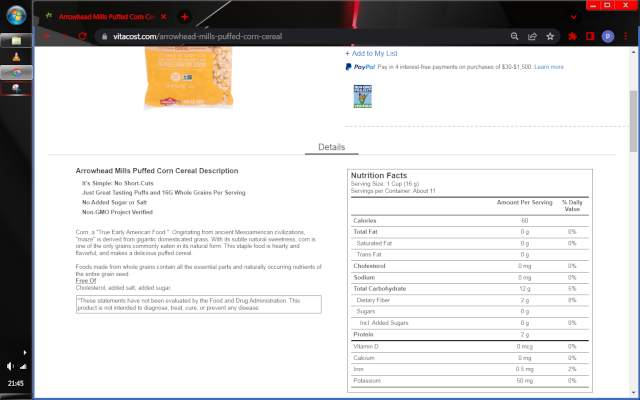 Arrowhead Mills Puffed Corn Cer
vitacost.com/arrowhead-mills-puffed-corn-cereal
P
+ Add to My List
PayPal Pay in 4 interest-free payments on purchases of $30-$1,500. Learn more
Details
Arrowhead Mills Puffed Corn Cereal Description
It's Simple: No Short-Cuts
Just Great Tasting Puffs and 16G Whole Grains Per Serving
No Added Sugar or Salt
Non-GMO Project Verified
Corn, a "True Early American Food." Originating from ancient Mesoamerican civilizations,
"maize" is derived from gigantic domesticated grass. With its subtle natural sweetness, corn is
one of the only grains commonly eaten in its natural form. This staple food is hearty and
flavorful, and makes a delicious puffed cereal.
Foods made from whole grains contain all the essential parts and naturally occurring nutrients of
the entire grain seed.
Free Of
Cholesterol, added salt, added sugar.
*These statements have not been evaluated by the Food and Drug Administration. This
product is not intended to diagnose, treat, cure, or prevent any disease.
Nutrition Facts
Serving Size: 1 Cup (16 g)
Servings per Container: About 11
Amount Per Serving % Daily Value
Calories 60
Total Fat 0 g 0%
Saturated Fat 0 g 0%
Trans Fat 0 g
Cholesterol 0 mg 0%
Sodium 0 mg 0%
Total Carbohydrate 12 g 5%
Dietary Fiber 2 g 8%
Sugars 0 g
Incl. Added Sugars 0 g 0%
Protein 2 g
Vitamin D 0 mcg 0%
Calcium 0 mg 0%
Iron 0.5 mg 2%
Potassium 50 mg 0%
21:45